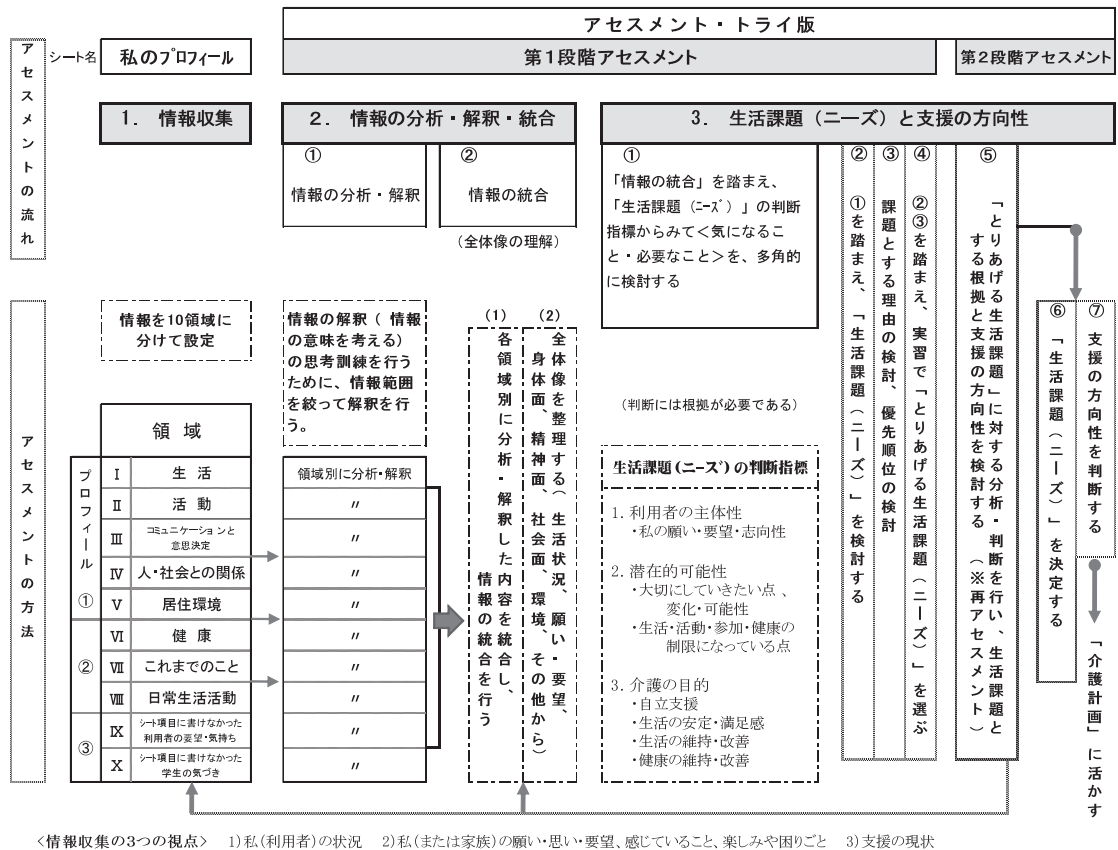 アセスメント・トライ版
シート名
私のプロフィール
第1段階アセスメント
第2段階アセスメント
アセスメントの流れ
1. 情報収集
2. 情報の分析・解釈・統合
3. 生活課題(ニーズ)と支援の方向性
①
情報の分析・解釈
②
情報の統合
(全体像の理解)
①
「情報の統合」を踏まえ、
「生活課題(ニーズ)」の判断
指標からみて<気になるこ
と・必要なこと>を、多角的
に検討する
(判断には根拠が必要である)
② ①を踏まえ、「生活課題(ニーズ)」を検討する
③ 課題とする理由の検討、優先順位の検討
④ ②③を踏まえ、実習で「とりあげる生活課題(ニーズ)」を選ぶ
⑤ 「とりあげる生活課題」に対する分析・判断を行い、生活課題と
する根拠と支援の方向性を検討する(※再アセスメント)
⑥ 「生活課題(ニーズ)」を決定する
⑦ 支援の方向性を判断する
「介護計画」に活かす
アセスメントの方法
情報を10領域に
分けて設定
情報の解釈( 情報
の意味を考える)
の思考訓練を行う
ために、情報範囲
を絞って解釈を行
う。
(1)
各領域別に分析・解釈した内容を統合し、
情報の統合を行う
(2)
全体像を整理する(生活状況、願い・要望、
身体面、精神面、社会面、環境、その他から)
領 域
プロフィール①
②
③
Ⅰ 生 活 領域別に分析・解釈
Ⅱ 活 動 〃
Ⅲ コミュニケーションと
意思決定 〃
Ⅳ 人・社会との関係 〃
Ⅴ 居住環境 〃
Ⅵ 健 康 〃
Ⅶ これまでのこと 〃
Ⅷ 日常生活活動 〃
Ⅸ シート項目に書けなかった
利用者の要望・気持ち 〃
Ⅹ シート項目に書けなかった
学生の気づき 〃
生活課題(ニーズ)の判断指標
1. 利用者の主体性
・私の願い・要望・志向性
2. 潜在的可能性
・大切にしていきたい点 、
変化・可能性
・生活・活動・参加・健康の
制限になっている点
3. 介護の目的
・自立支援
・生活の安定・満足感
・生活の維持・改善
・健康の維持・改善
<情報収集の3つの視点> 1)私(利用者)の状況 2)私(または家族)の願い・思い・要望、感じていること、楽しみや困りごと 3)支援の現状